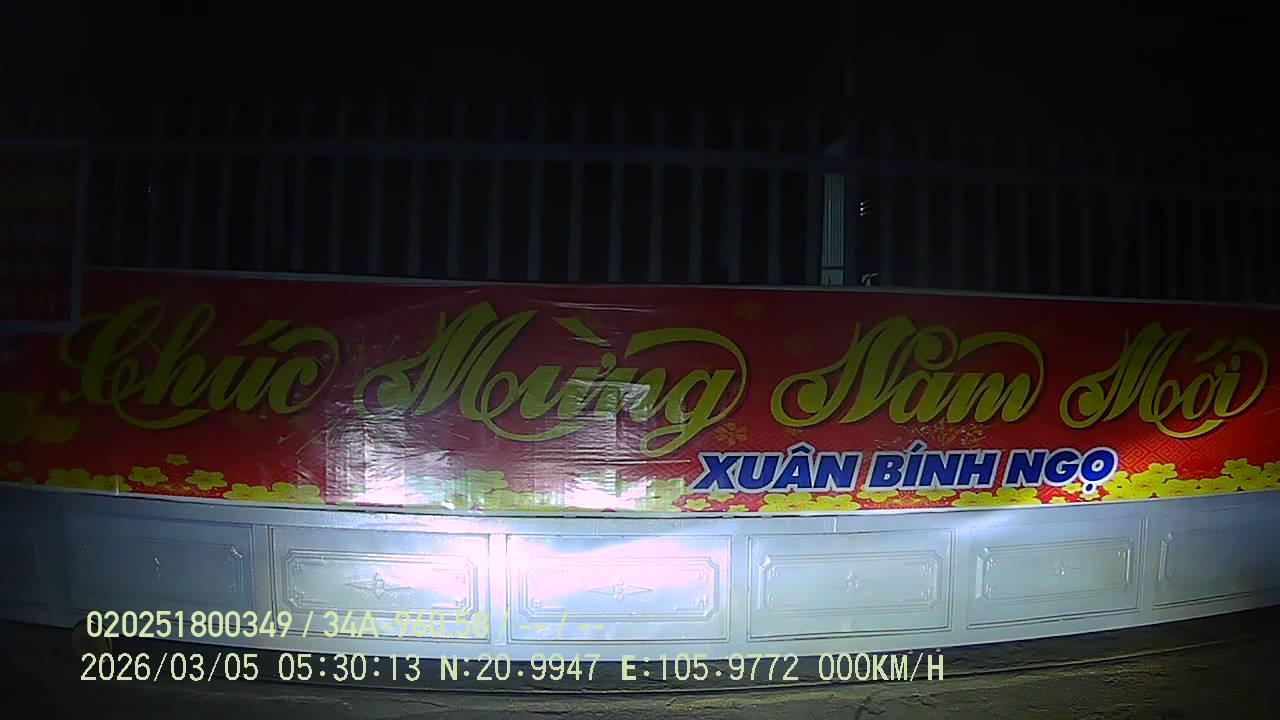 Chúc Mừng Năm Mới
XUÂN BÍNH NGỌ
020251800349 / 34A-960.58 / -- / --
2026/03/05 05:30:13 N:20.9947 E:105.9772 000KM/H